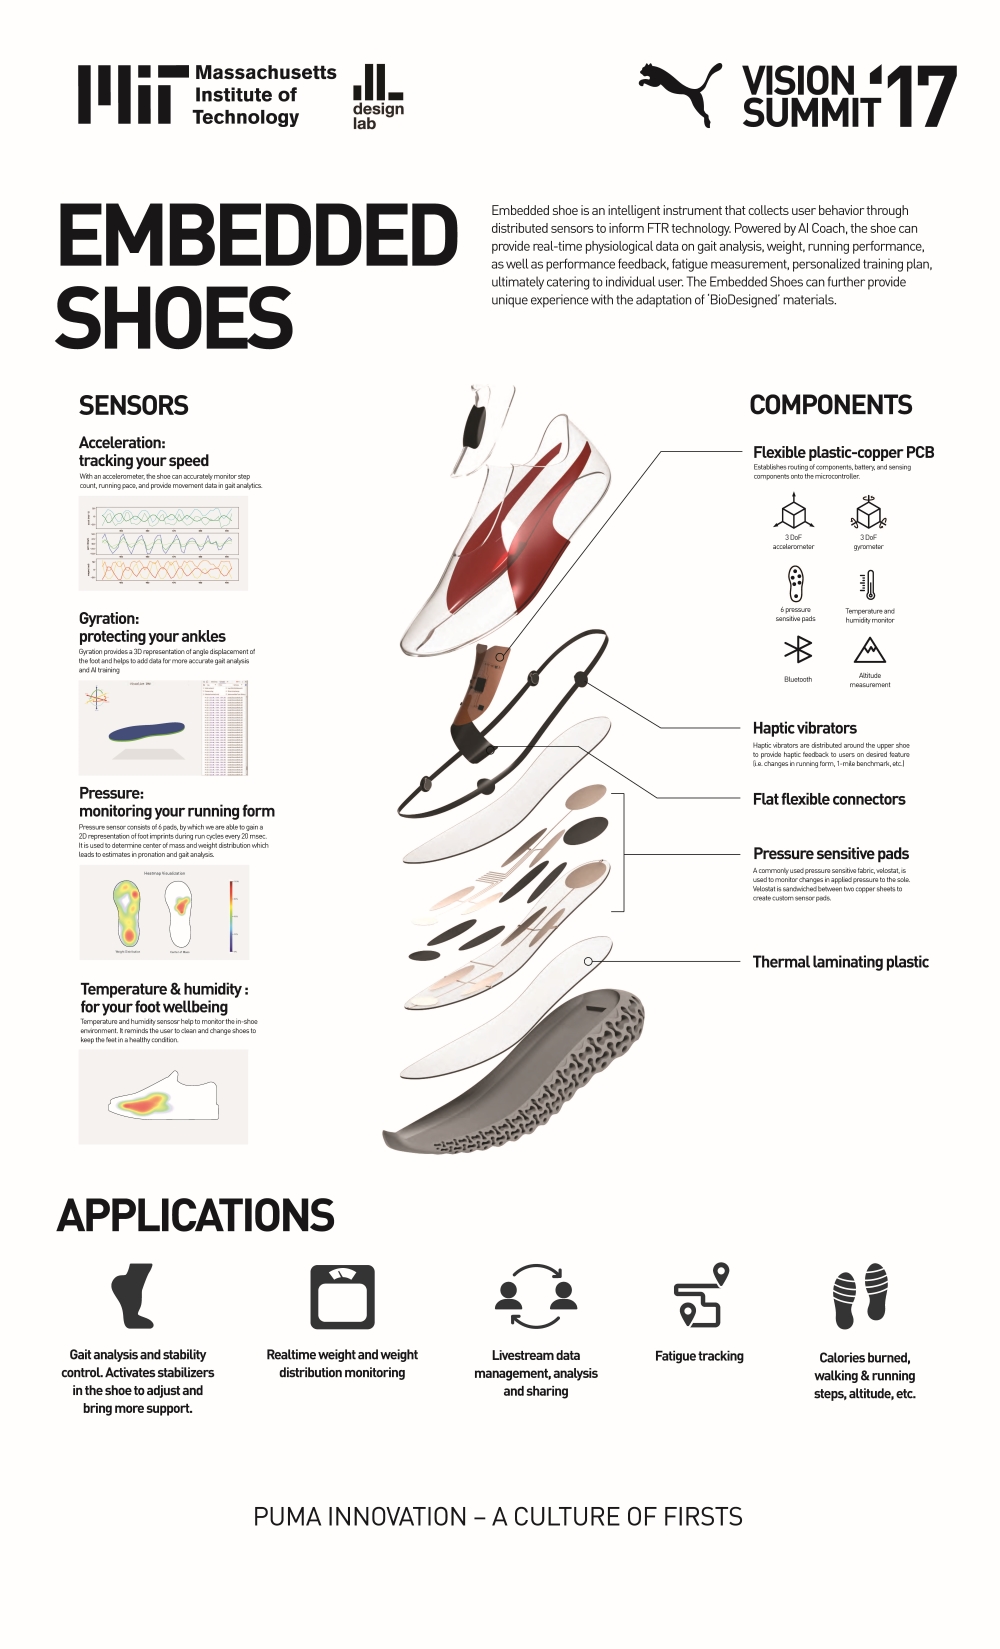 Massachusetts
Institute of
Technology
design
lab
VISION
SUMMIT '17
EMBEDDED
SHOES
Embedded shoe is an intelligent instrument that collects user behavior through
distributed sensors to inform FTR technology. Powered by AI Coach, the shoe can
provide real-time physiological data on gait analysis, weight, running performance,
as well as performance feedback, fatigue measurement, personalized training plan,
ultimately catering to individual user. The Embedded Shoes can further provide
unique experience with the adaptation of 'BioDesigned' materials.
SENSORS
Acceleration:
tracking your speed
With an accelerometer, the shoe can accurately monitor step
count, running pace, and provide movement data in gait analytics.
Gyration:
protecting your ankles
Gyration provides a 3D representation of angle displacement of
the foot and helps to add data for more accurate gait analysis
and AI training
Pressure:
monitoring your running form
Pressure sensor consists of 6 pads, by which we are able to gain a
2D representation of foot imprints during run cycles every 20 msec.
It is used to determine center of mass and weight distribution which
leads to estimates in pronation and gait analysis.
Heatmap Visualization
Weight Distribution
Center of Mass
Temperature & humidity :
for your foot wellbeing
Temperature and humidity sensosr help to monitor the in-shoe
environment. It reminds the user to clean and change shoes to
keep the feet in a healthy condition.
COMPONENTS
Flexible plastic-copper PCB
Establishes routing of components, battery, and sensing
components onto the microcontroller.
3 DoF
accelerometer
3 DoF
gyrometer
6 pressure
sensitive pads
Temperature and
humidity monitor
Bluetooth
Altitude
measurement
Haptic vibrators
Haptic vibrators are distributed around the upper shoe
to provide haptic feedback to users on desired feature
(i.e. changes in running form, 1-mile benchmark, etc.)
Flat flexible connectors
Pressure sensitive pads
A commonly used pressure sensitive fabric, velostat, is
used to monitor changes in applied pressure to the sole.
Velostat is sandwiched between two copper sheets to
create custom sensor pads.
Thermal laminating plastic
APPLICATIONS
Gait analysis and stability
control. Activates stabilizers
in the shoe to adjust and
bring more support.
Realtime weight and weight
distribution monitoring
Livestream data
management, analysis
and sharing
Fatigue tracking
Calories burned,
walking & running
steps, altitude, etc.
PUMA INNOVATION – A CULTURE OF FIRSTS